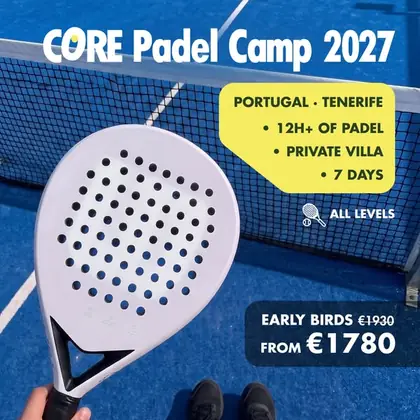 CORE Padel Camp 2027
PORTUGAL · TENERIFE
• 12H+ OF PADEL
• PRIVATE VILLA
• 7 DAYS
ALL LEVELS
EARLY BIRDS €1930
FROM €1780